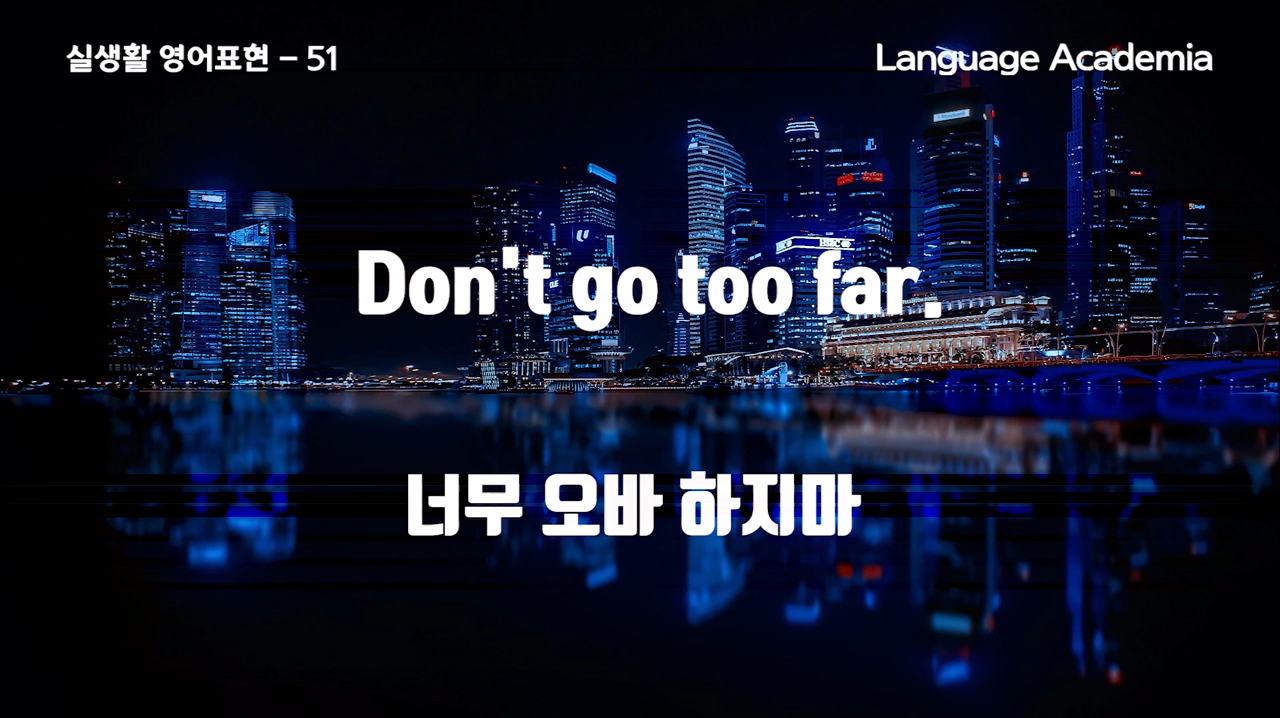 실생활 영어표현 – 51
Language Academia
Don't go too far.
너무 오바 하지마
HSBC